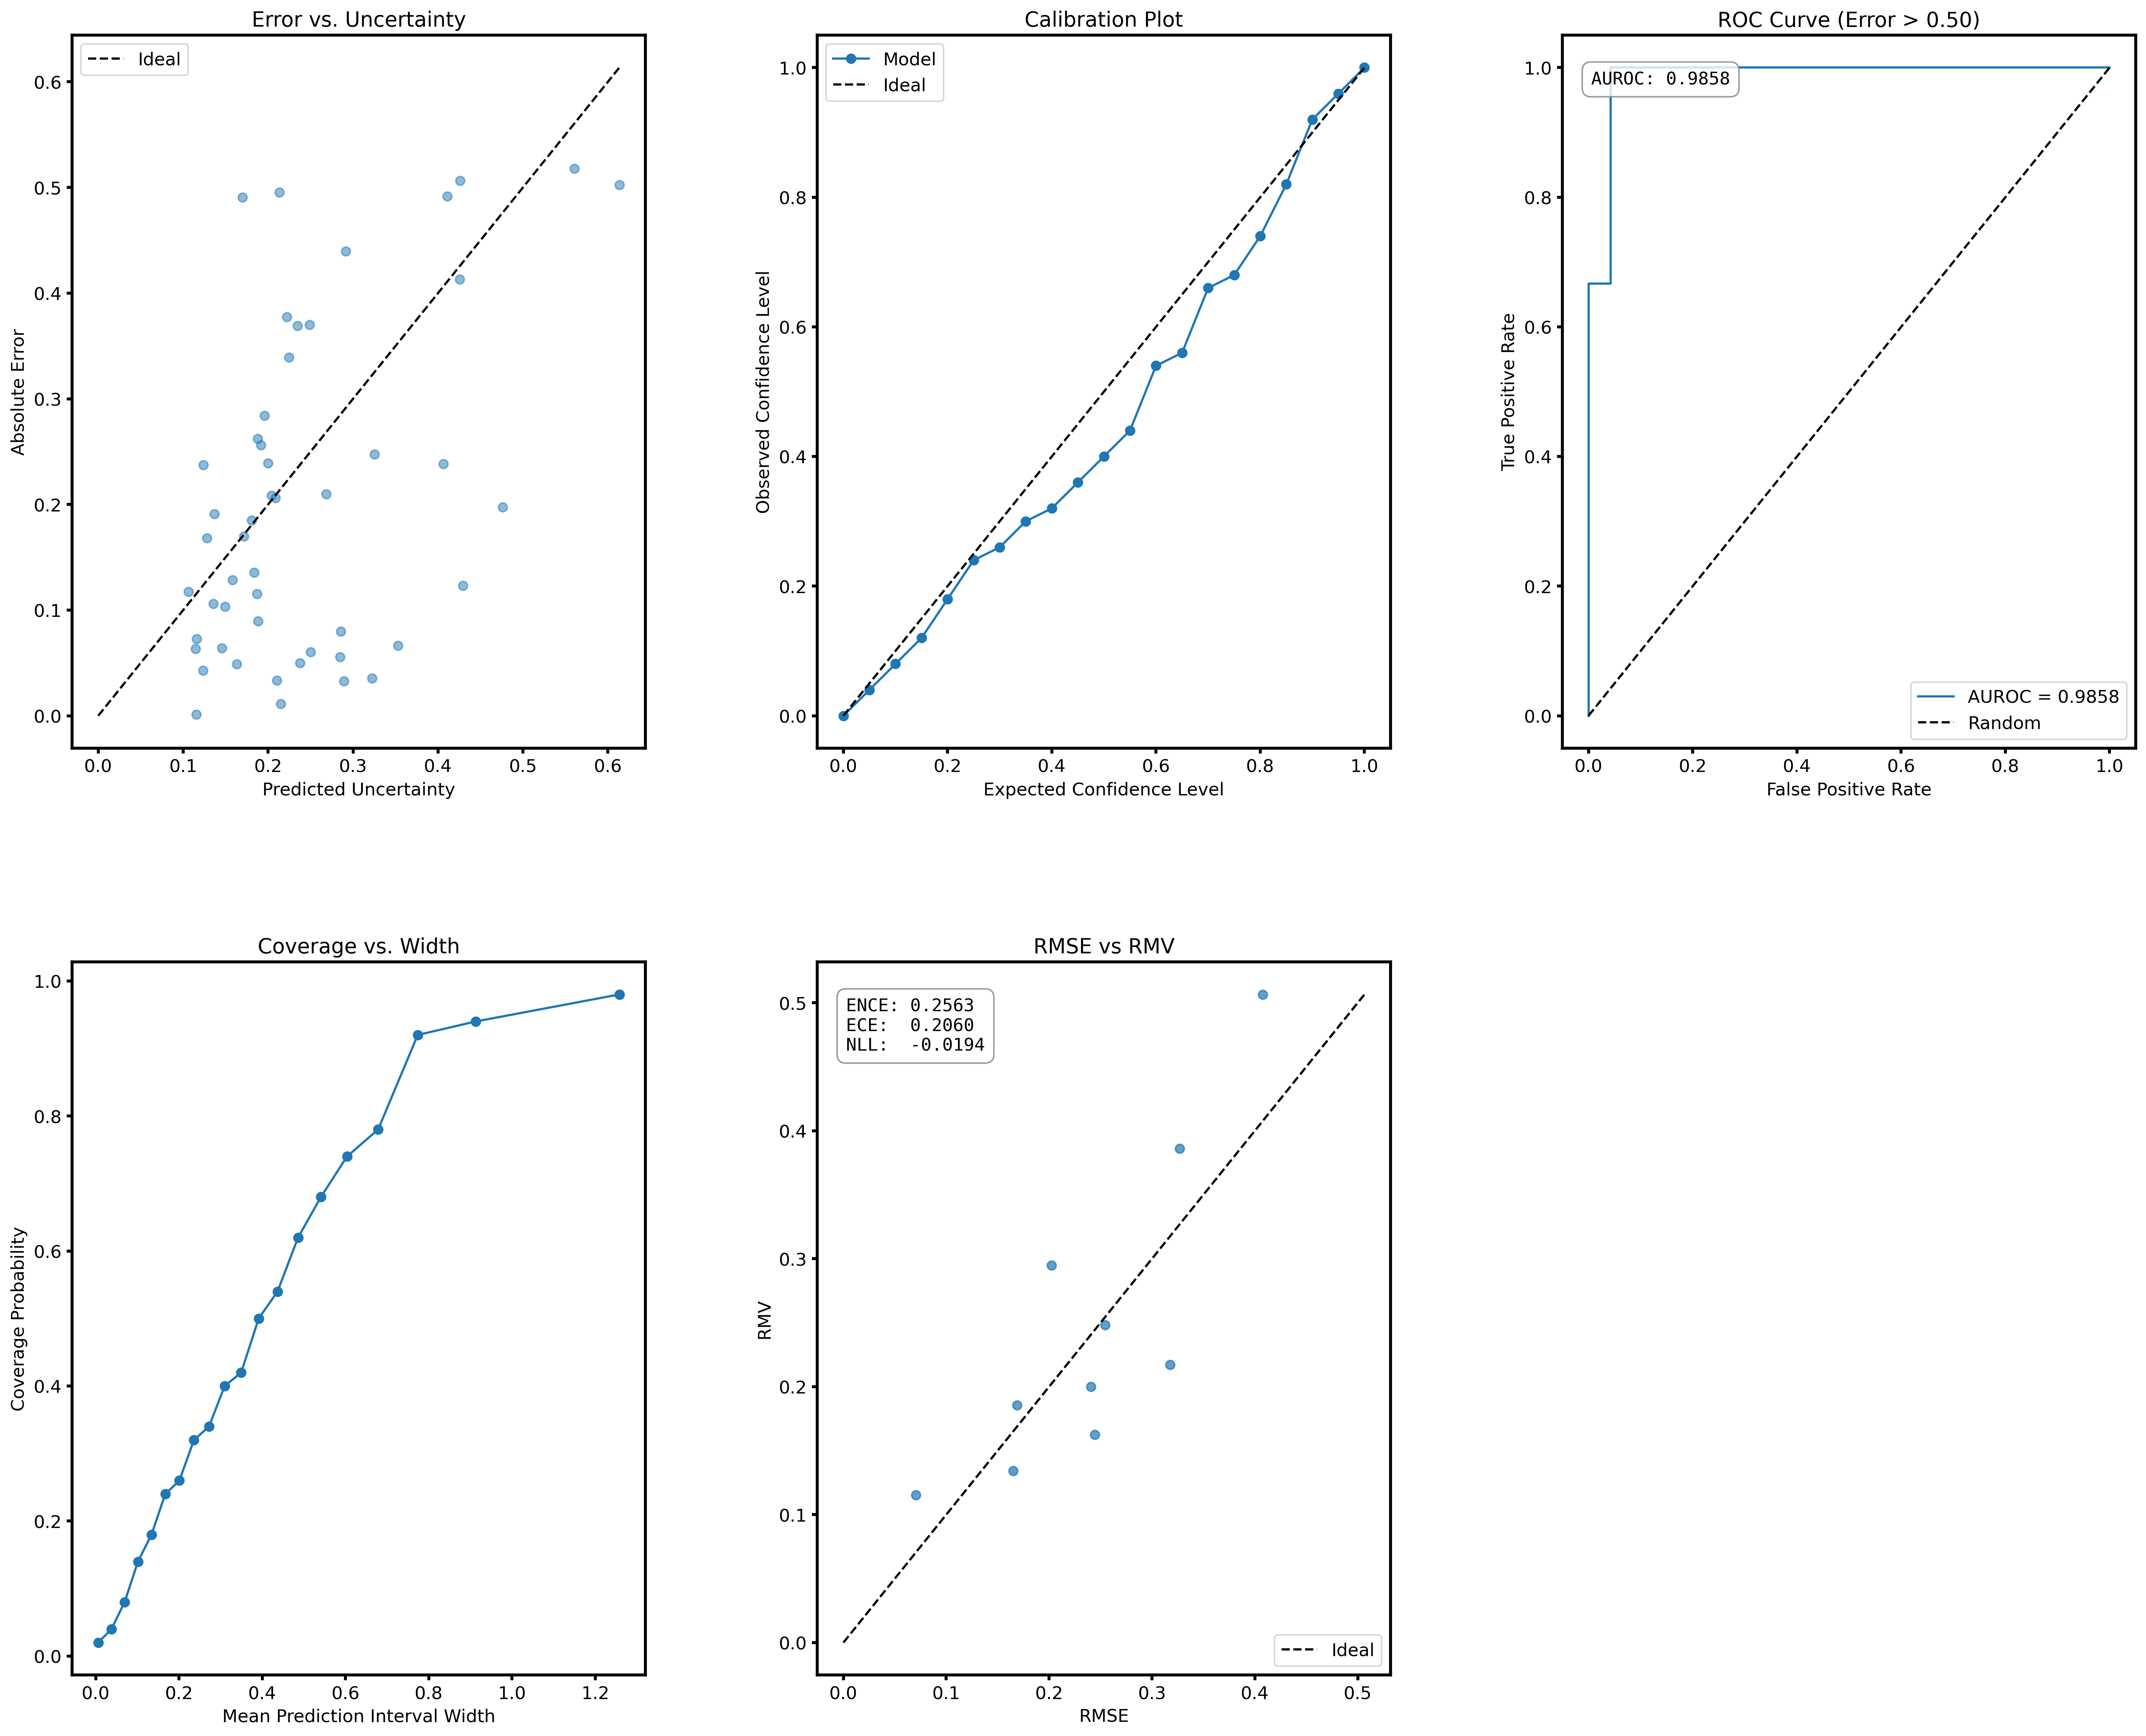 Error vs. Uncertainty
Ideal
0.6
0.5
0.4
0.3
0.2
0.1
0.0
Absolute Error
0.0 0.1 0.2 0.3 0.4 0.5 0.6
Predicted Uncertainty
Calibration Plot
Model
Ideal
1.0
0.8
0.6
0.4
0.2
0.0
Observed Confidence Level
0.0 0.2 0.4 0.6 0.8 1.0
Expected Confidence Level
ROC Curve (Error > 0.50)
AUROC: 0.9858
1.0
0.8
0.6
0.4
0.2
0.0
True Positive Rate
AUROC = 0.9858
Random
0.0 0.2 0.4 0.6 0.8 1.0
False Positive Rate
Coverage vs. Width
1.0
0.8
0.6
0.4
0.2
0.0
Coverage Probability
0.0 0.2 0.4 0.6 0.8 1.0 1.2
Mean Prediction Interval Width
RMSE vs RMV
ENCE: 0.2563
ECE: 0.2060
NLL: -0.0194
0.5
0.4
0.3
0.2
0.1
0.0
RMV
Ideal
0.0 0.1 0.2 0.3 0.4 0.5
RMSE